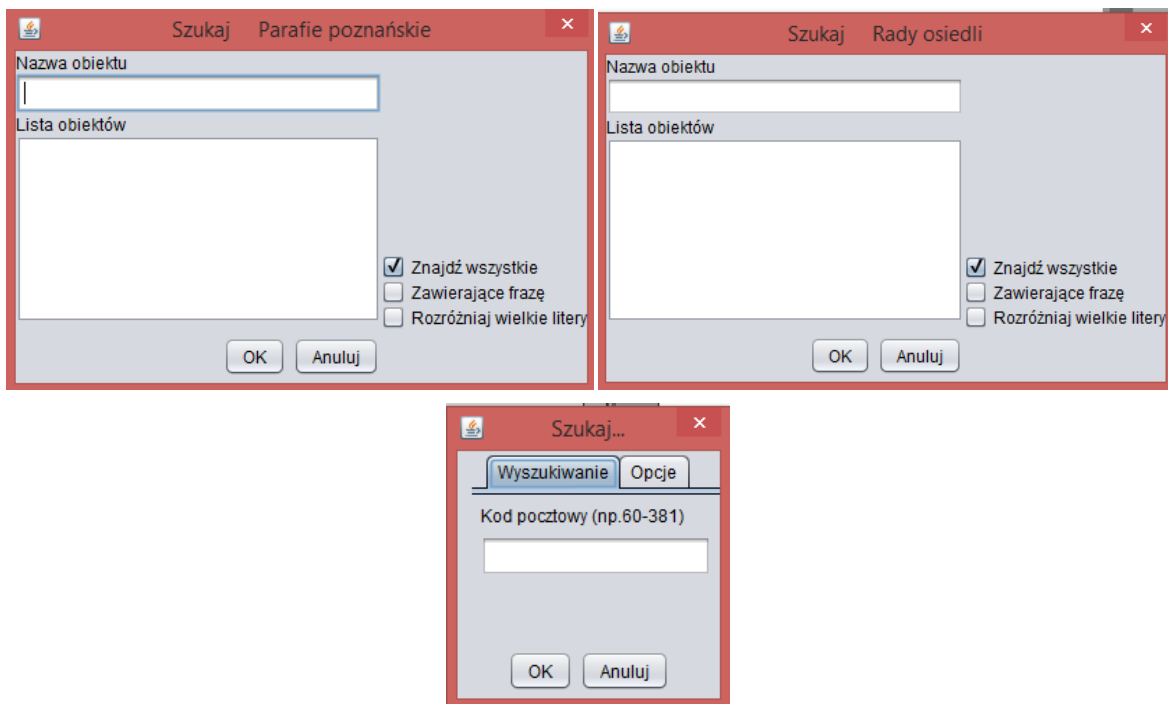 Szukaj Parafie poznańskie
Nazwa obiektu
Lista obiektów
Znajdź wszystkie
Zawierające frazę
Rozróżniaj wielkie litery
OK Anuluj
Szukaj Rady osiedli
Nazwa obiektu
Lista obiektów
Znajdź wszystkie
Zawierające frazę
Rozróżniaj wielkie litery
OK Anuluj
Szukaj...
Wyszukiwanie Opcje
Kod pocztowy (np.60-381)
OK Anuluj